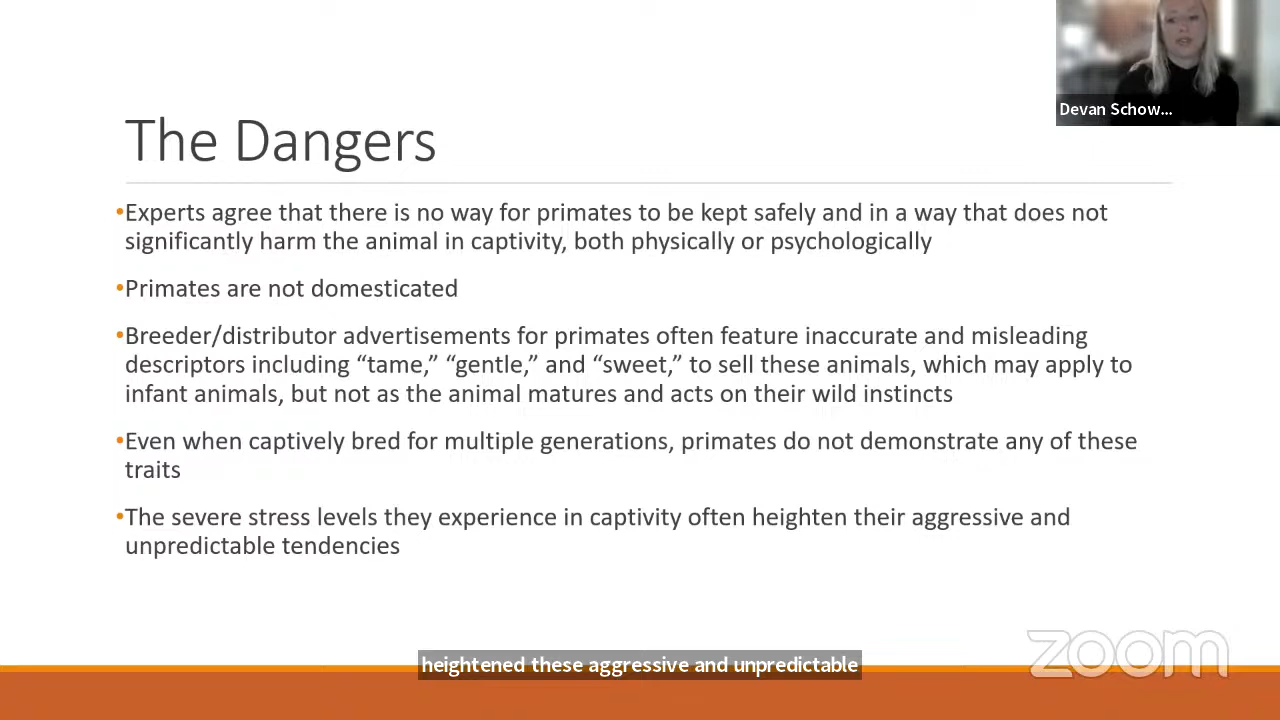 Devan Schow...
The Dangers
•Experts agree that there is no way for primates to be kept safely and in a way that does not
significantly harm the animal in captivity, both physically or psychologically
•Primates are not domesticated
•Breeder/distributor advertisements for primates often feature inaccurate and misleading
descriptors including “tame,” “gentle,” and “sweet,” to sell these animals, which may apply to
infant animals, but not as the animal matures and acts on their wild instincts
•Even when captively bred for multiple generations, primates do not demonstrate any of these
traits
•The severe stress levels they experience in captivity often heighten their aggressive and
unpredictable tendencies
heightened these aggressive and unpredictable
zoom